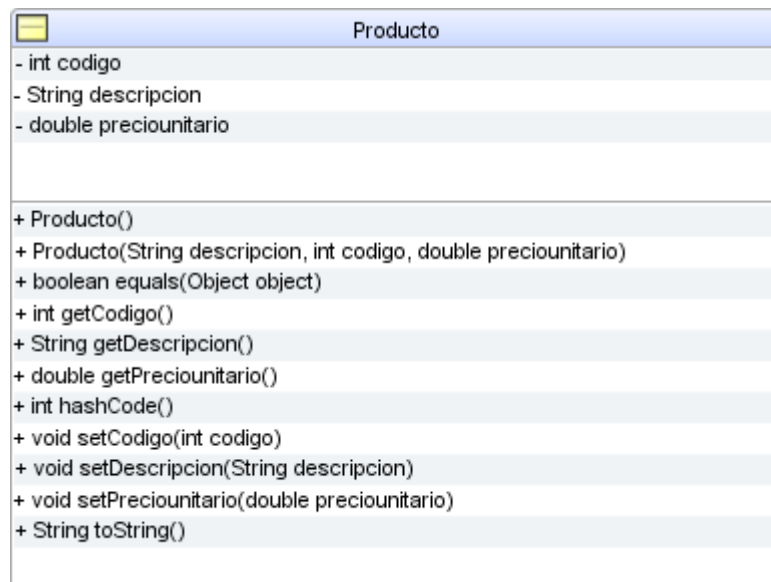 Producto
- int codigo
- String descripcion
- double preciounitario
+ Producto()
+ Producto(String descripcion, int codigo, double preciounitario)
+ boolean equals(Object object)
+ int getCodigo()
+ String getDescripcion()
+ double getPreciounitario()
+ int hashCode()
+ void setCodigo(int codigo)
+ void setDescripcion(String descripcion)
+ void setPreciounitario(double preciounitario)
+ String toString()